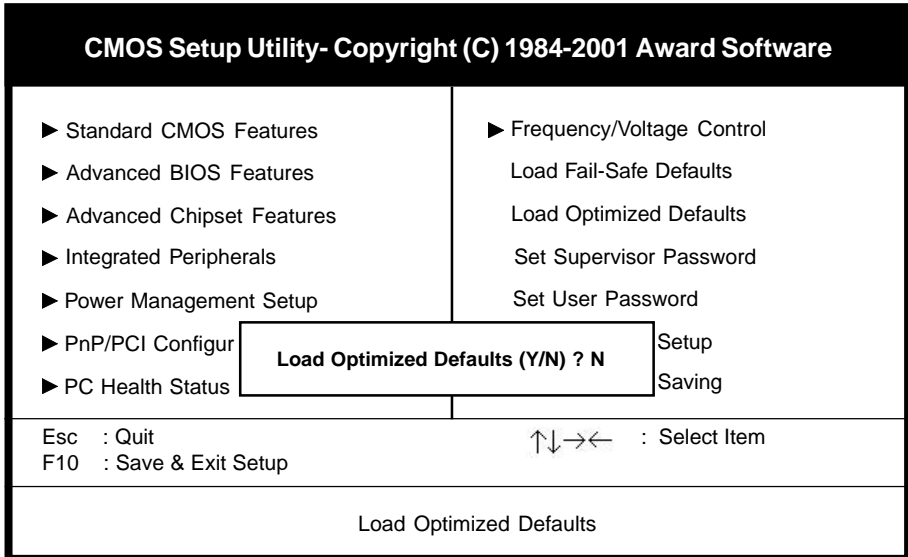 CMOS Setup Utility- Copyright (C) 1984-2001 Award Software
▶ Standard CMOS Features
▶ Advanced BIOS Features
▶ Advanced Chipset Features
▶ Integrated Peripherals
▶ Power Management Setup
▶ PnP/PCI Configur
▶ PC Health Status
▶ Frequency/Voltage Control
Load Fail-Safe Defaults
Load Optimized Defaults
Set Supervisor Password
Set User Password
Setup
Saving
Load Optimized Defaults (Y/N) ? N
Esc : Quit
F10 : Save & Exit Setup
↑↓→← : Select Item
Load Optimized Defaults